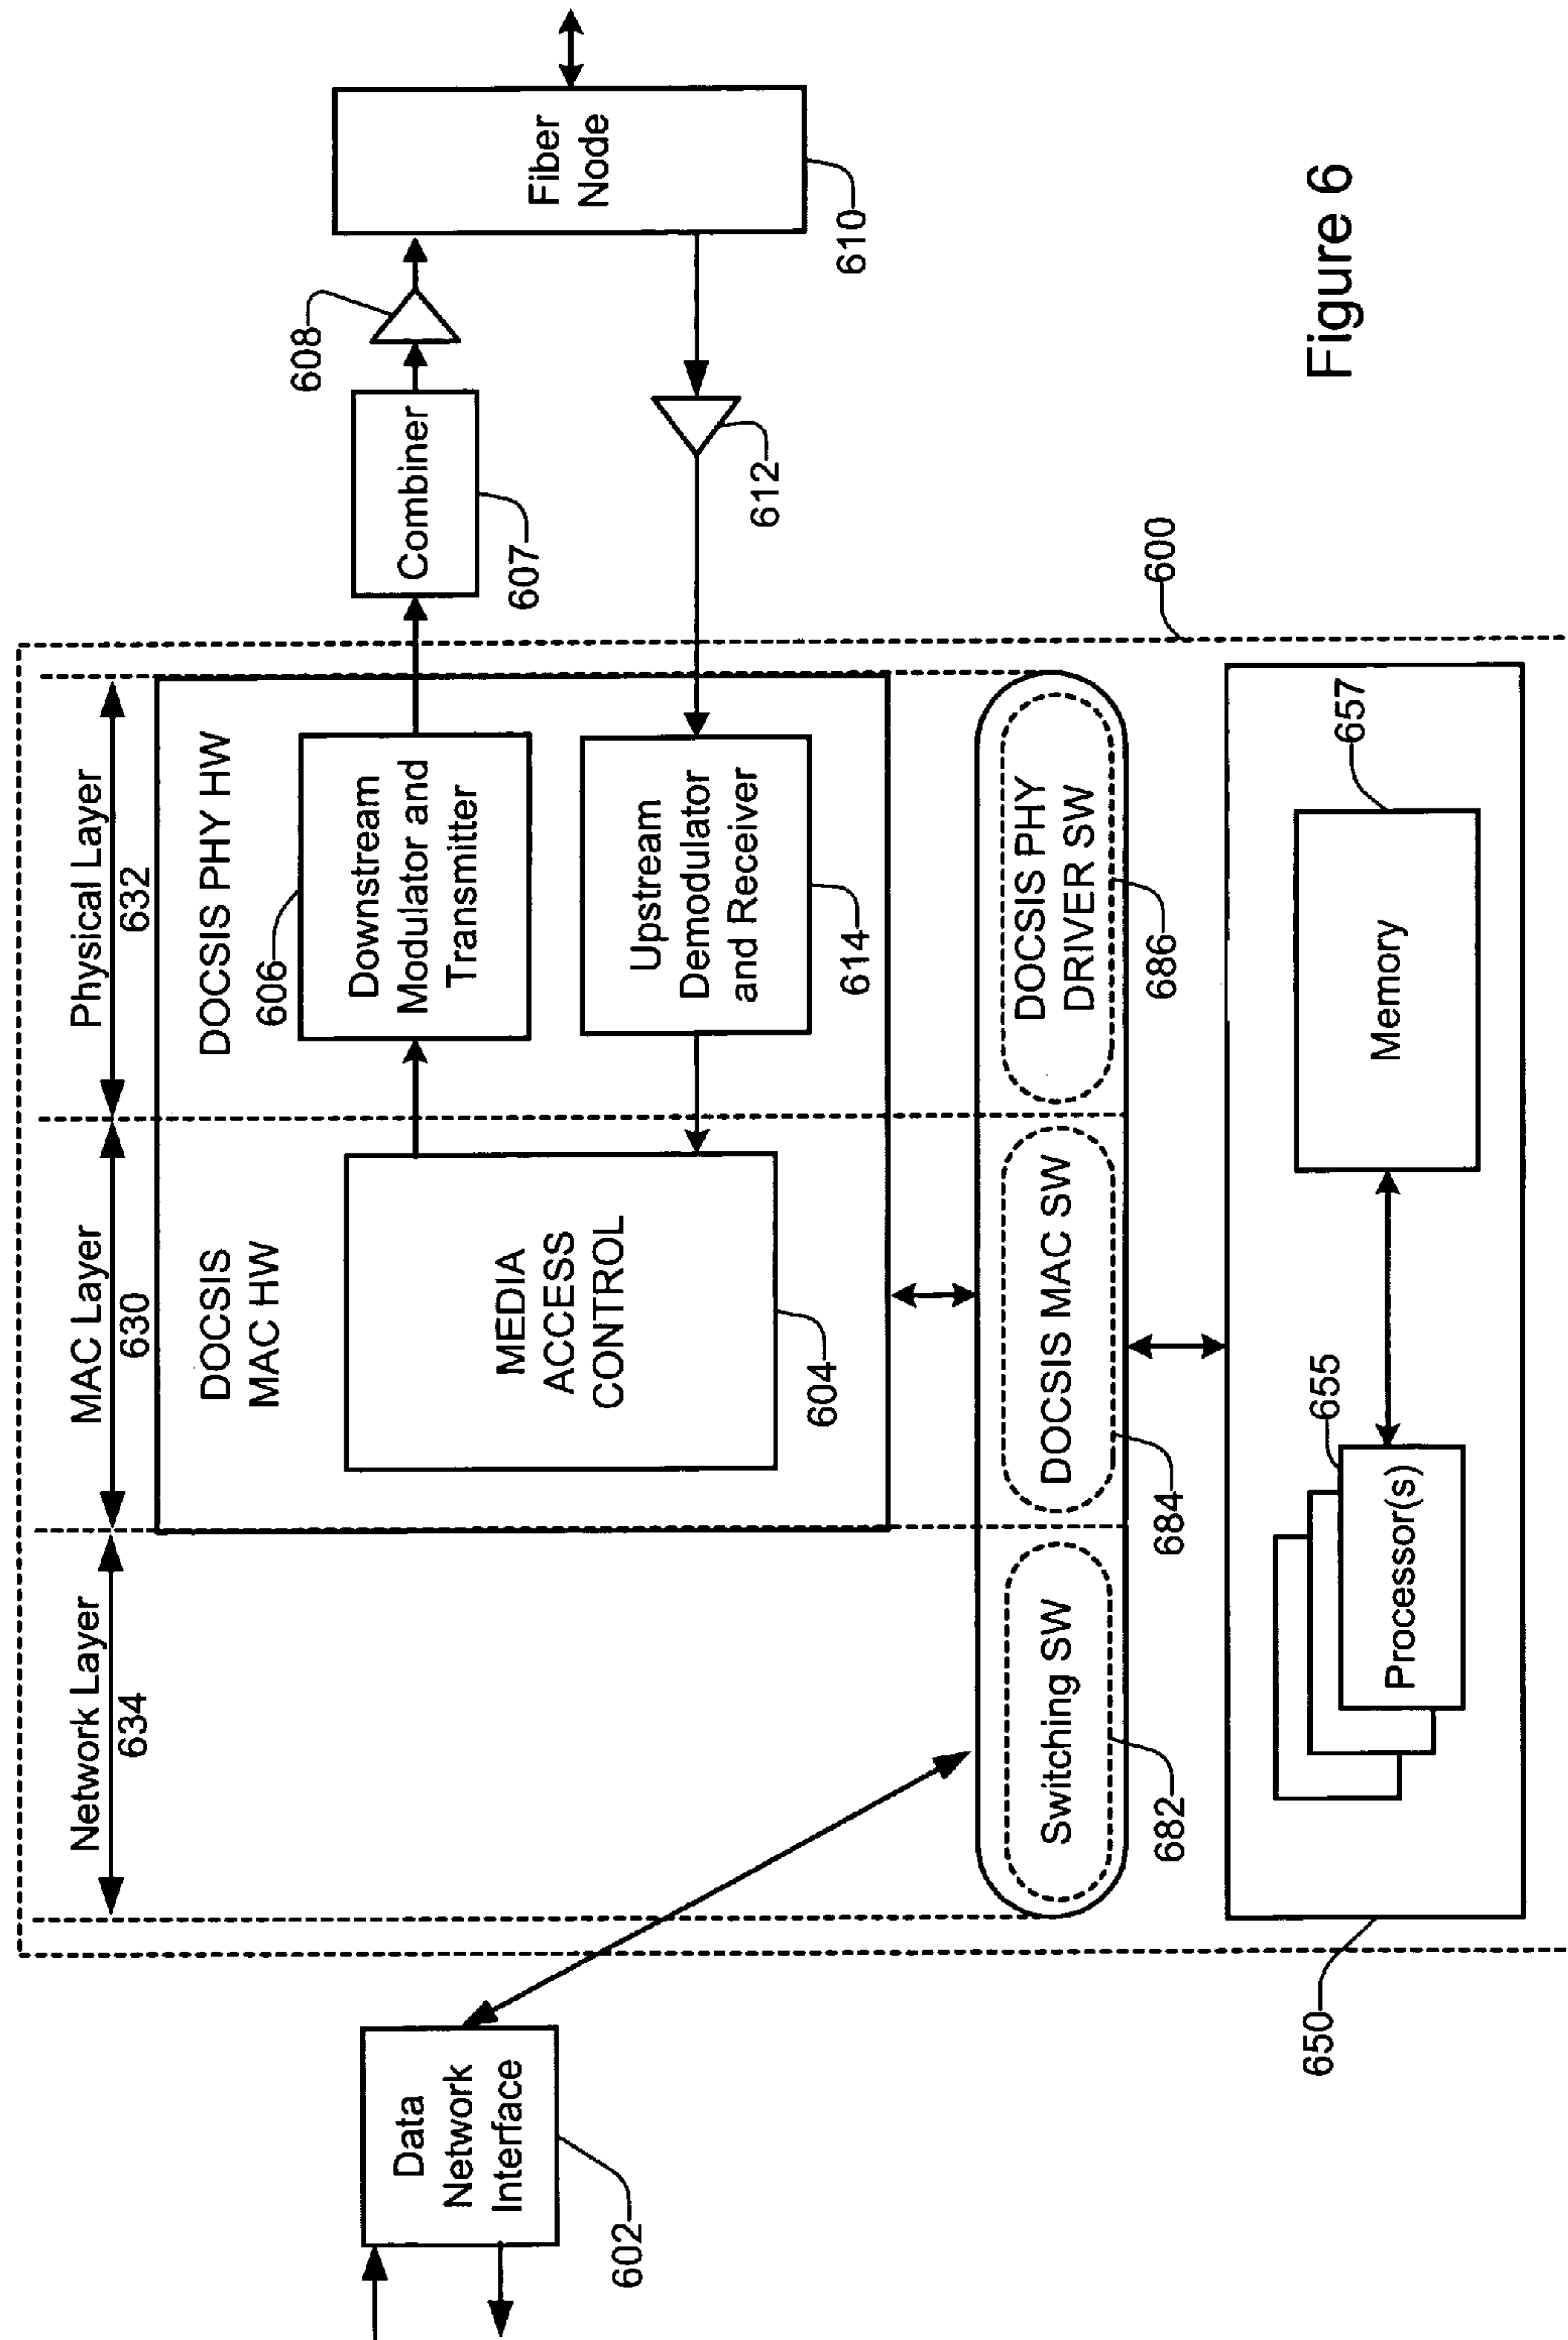 Network Layer
634
MAC Layer
630
Physical Layer
632
DOCSIS
MAC HW
DOCSIS PHY HW
Data
Network
Interface
602
MEDIA
ACCESS
CONTROL
604
606
Downstream
Modulator and
Transmitter
Upstream
Demodulator
and Receiver
614
Combiner
607
608
612
Fiber
Node
610
Switching SW
682
DOCSIS MAC SW
684
DOCSIS PHY
DRIVER SW
686
600
650
Processor(s)
655
Memory
657
Figure 6